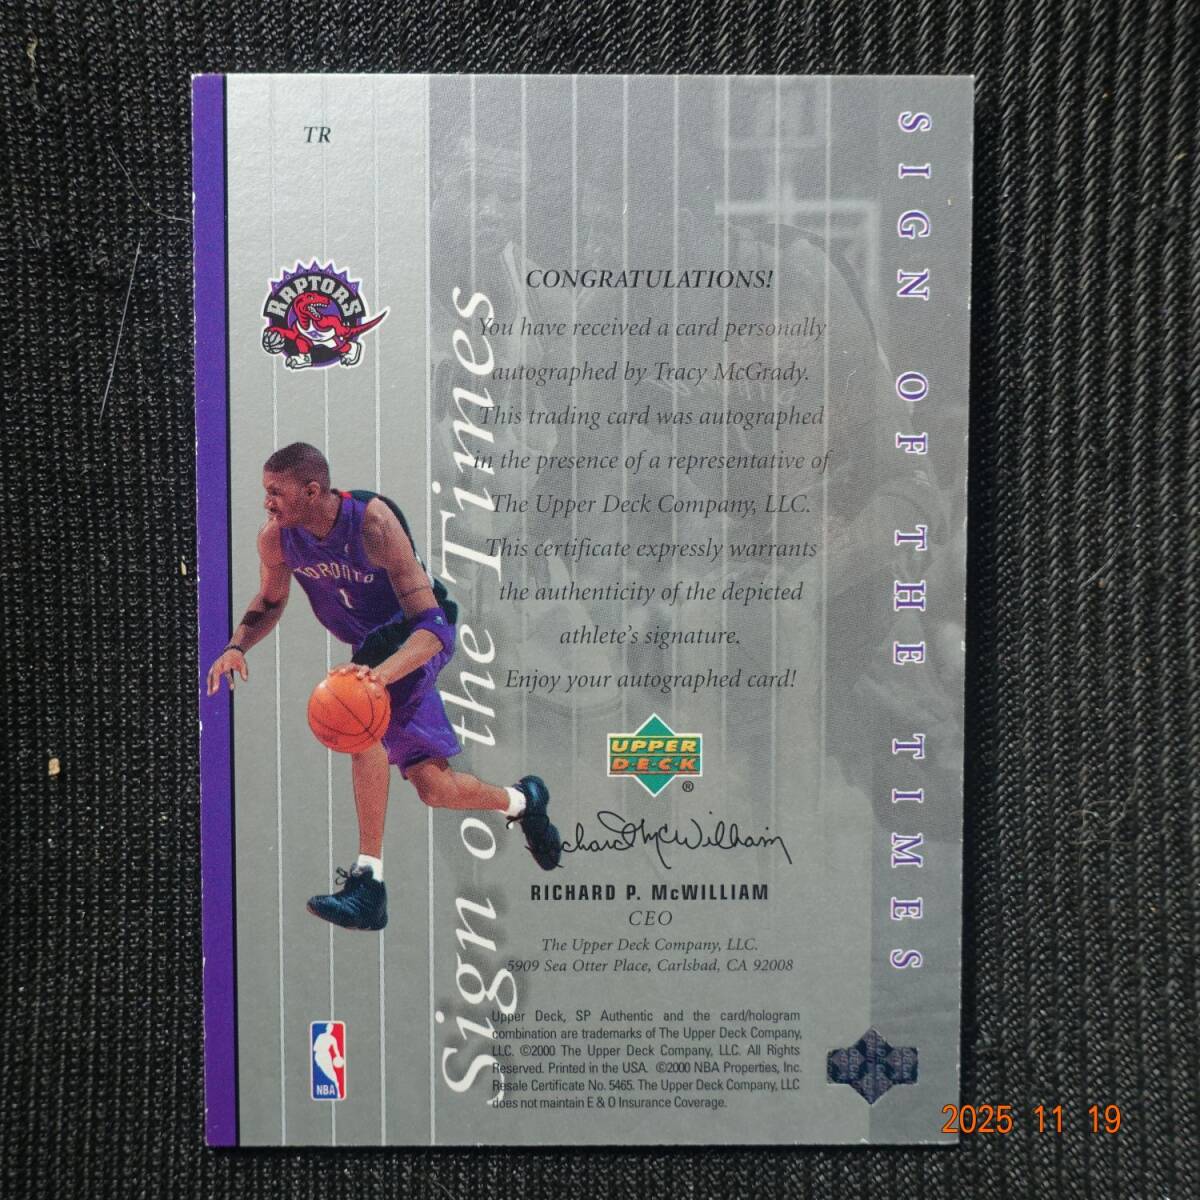 TR
RAPTORS
TORONTO
1
Sign of the Times
CONGRATULATIONS!
You have received a card personally
autographed by Tracy McGrady.
This trading card was autographed
in the presence of a representative of
The Upper Deck Company, LLC.
This certificate expressly warrants
the authenticity of the depicted
athlete's signature.
Enjoy your autographed card!
UPPER
D·E·C·K
®
Richard McWilliam
RICHARD P. McWILLIAM
CEO
The Upper Deck Company, LLC.
5909 Sea Otter Place, Carlsbad, CA 92008
Upper Deck, SP Authentic and the card/hologram
combination are trademarks of The Upper Deck Company,
LLC. ©2000 The Upper Deck Company, LLC. All Rights
Reserved. Printed in the USA. ©2000 NBA Properties, Inc.
Resale Certificate No. 5465. The Upper Deck Company, LLC
does not maintain E & O Insurance Coverage.
NBA
SIGN OF THE TIMES
2025 11 19